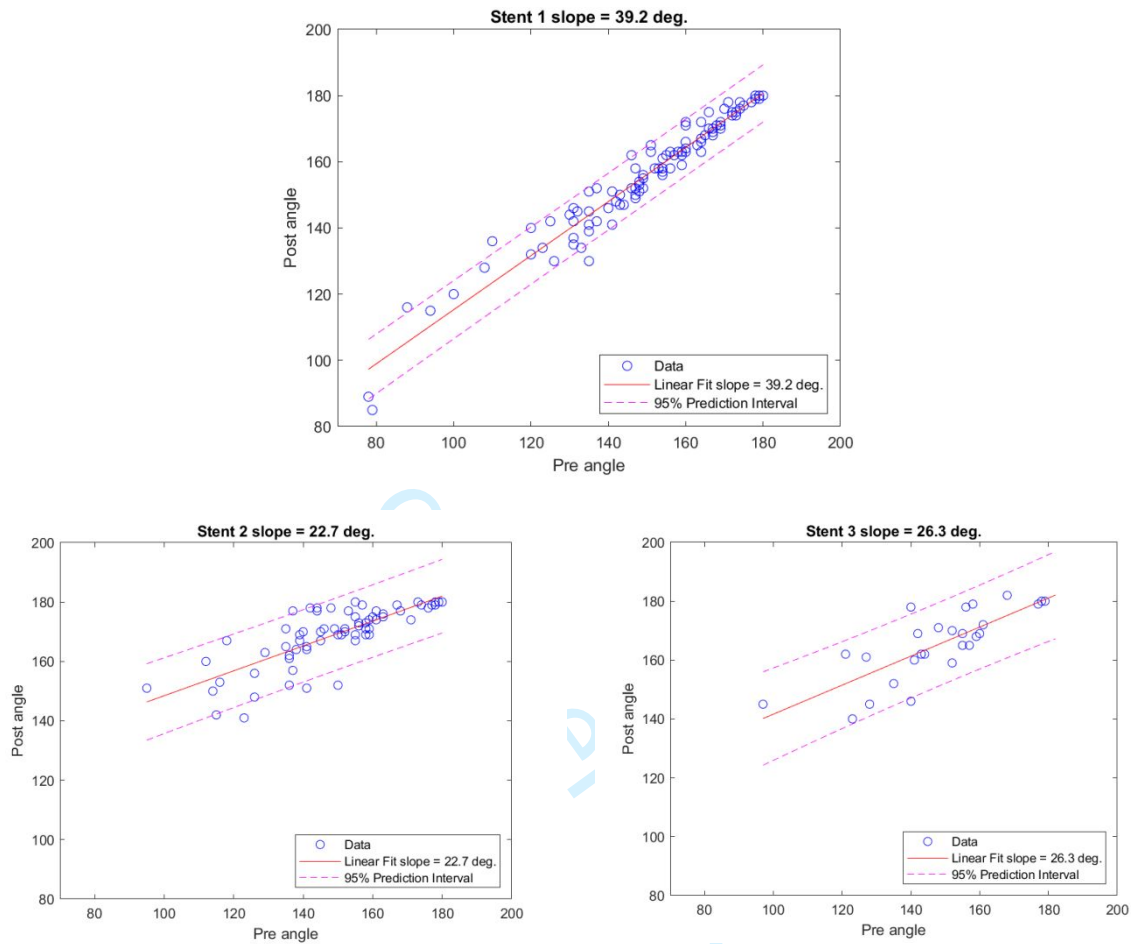 Stent 1 slope = 39.2 deg.
200
180
160
140
120
100
80
Post angle
80 100 120 140 160 180 200
Pre angle
Data
Linear Fit slope = 39.2 deg.
95% Prediction Interval
Stent 2 slope = 22.7 deg.
200
180
160
140
120
100
80
Post angle
80 100 120 140 160 180 200
Pre angle
Data
Linear Fit slope = 22.7 deg.
95% Prediction Interval
Stent 3 slope = 26.3 deg.
200
180
160
140
120
100
80
Post angle
80 100 120 140 160 180 200
Pre angle
Data
Linear Fit slope = 26.3 deg.
95% Prediction Interval